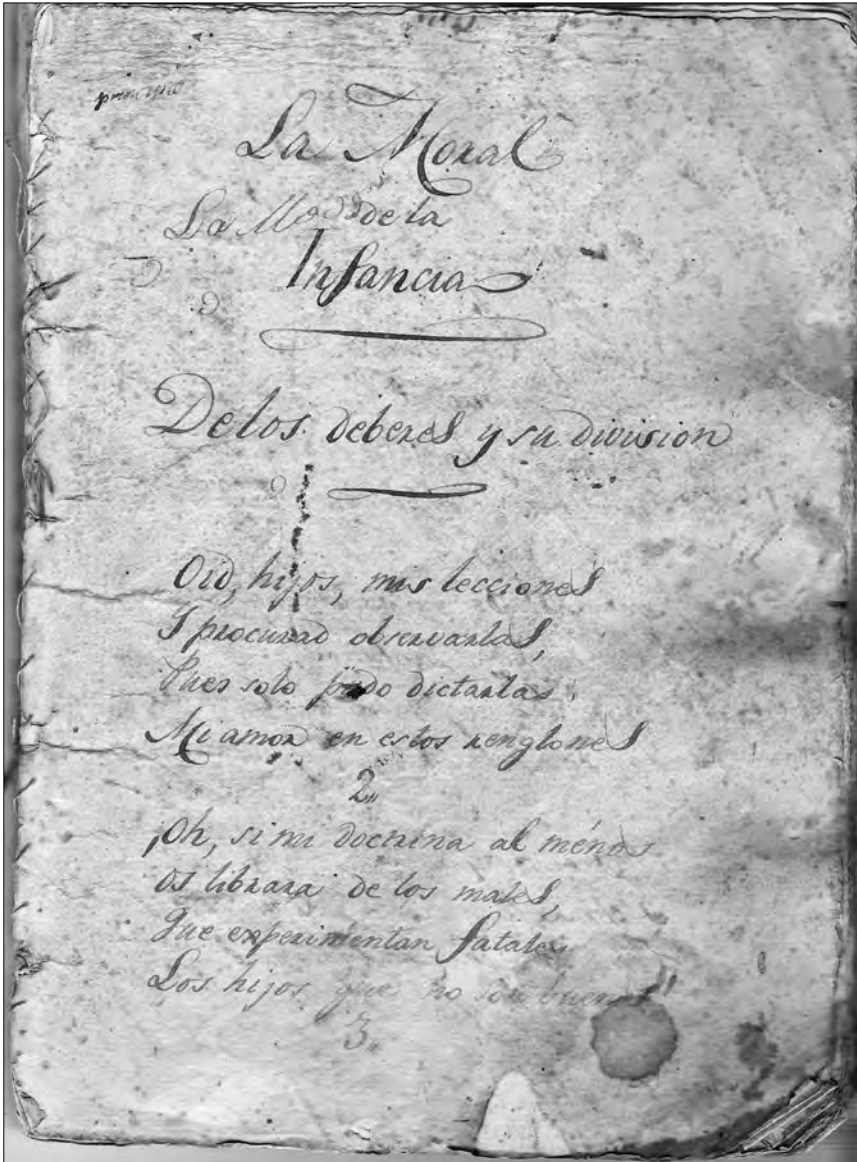 principio
La Moral
La Mo de la
Infancia
De los deberes y su division
Oid, hijos, mis lecciones
Y procurad observarlas,
Pues solo pudo dictarlas
Mi amor en estos renglones
2,,
¡Oh, si mi doctrina al ménos
os librara de los males,
que experimentan fatales
Los hijos que no son buenos!
3,,